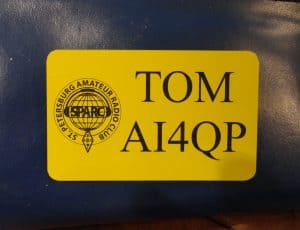 ST. PETERSBURG AMATEUR RADIO CLUB
SPARC
TOM
AI4QP